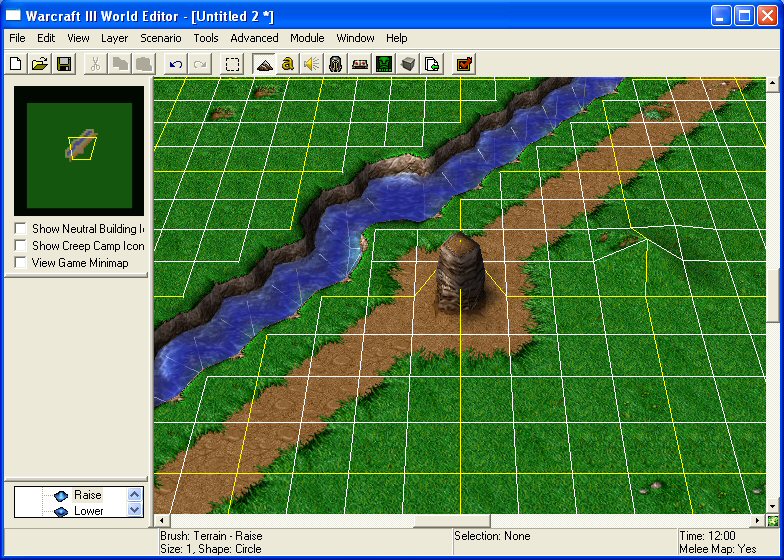 Warcraft III World Editor - [Untitled 2 *]
File Edit View Layer Scenario Tools Advanced Module Window Help
a
Show Neutral Building I
Show Creep Camp Icon
View Game Minimap
Raise
Lower
Brush: Terrain - Raise
Size: 1, Shape: Circle
Selection: None
Time: 12:00
Melee Map: Yes